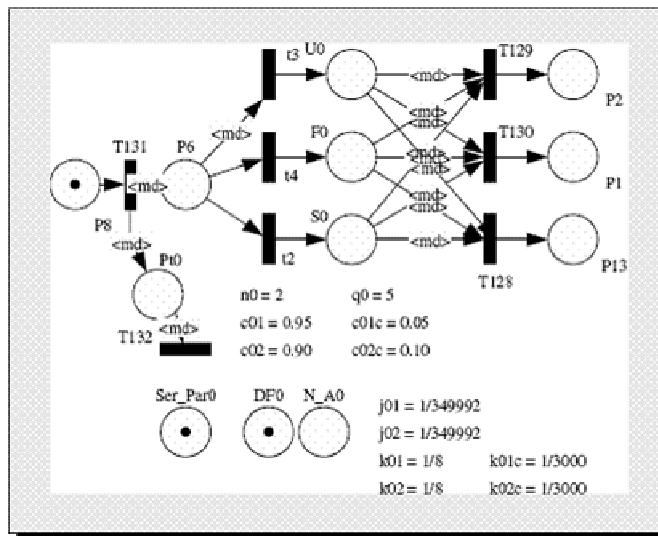 t3 U0 T129
<md>
<md>
<md>
P2
<md>
T131 P6 F0 <md> T130
<md>
<md>
<md>
P1
t4 <md>
P8 S0 <md>
<md>
<md>
Pt0 t2 T128 P13
n0 = 2 q0 = 5
T132 <md> c01 = 0.95 c01c = 0.05
c02 = 0.90 c02c = 0.10
Ser_Par0 DF0 N_A0
j01 = 1/349992
j02 = 1/349992
k01 = 1/8 k01c = 1/3000
k02 = 1/8 k02c = 1/3000